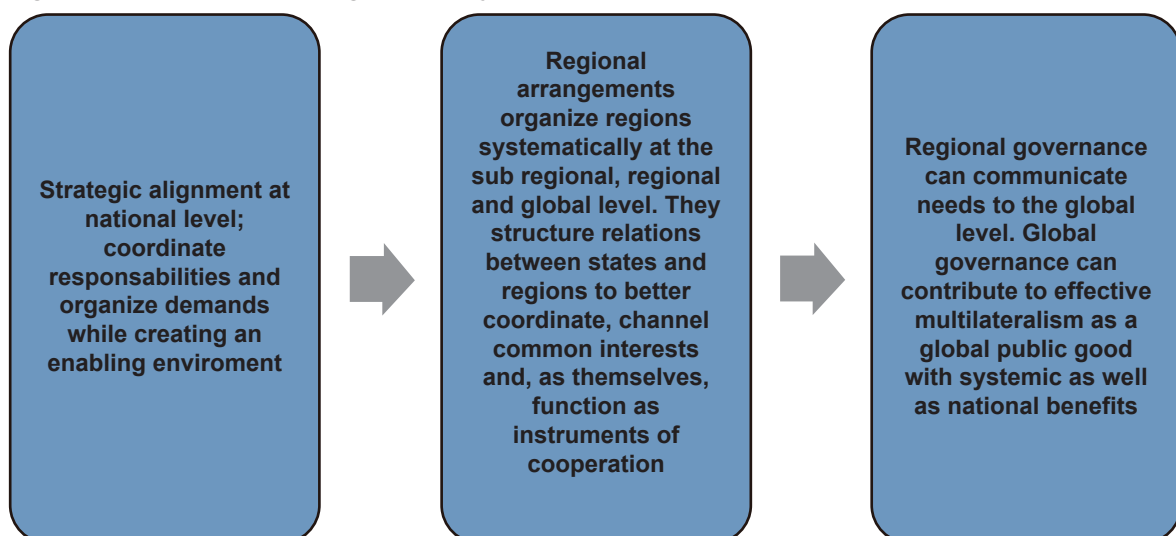 Strategic alignment at
national level;
coordinate
responsabilities and
organize demands
while creating an
enabling enviroment
Regional
arrangements
organize regions
systematically at the
sub regional, regional
and global level. They
structure relations
between states and
regions to better
coordinate, channel
common interests
and, as themselves,
function as
instruments of
cooperation
Regional governance
can communicate
needs to the global
level. Global
governance can
contribute to effective
multilateralism as a
global public good
with systemic as well
as national benefits